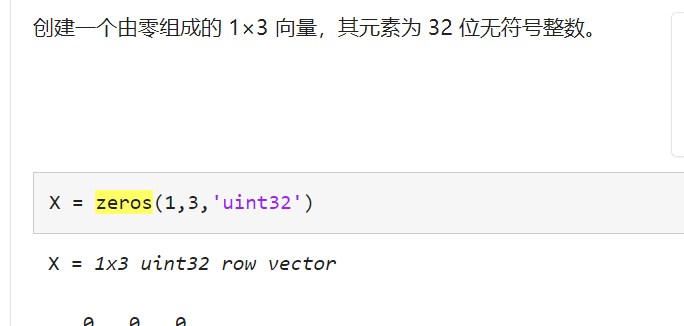 创建一个由零组成的 1×3 向量，其元素为 32 位无符号整数。
X = zeros(1,3,'uint32')
X = 1x3 uint32 row vector
0 0 0